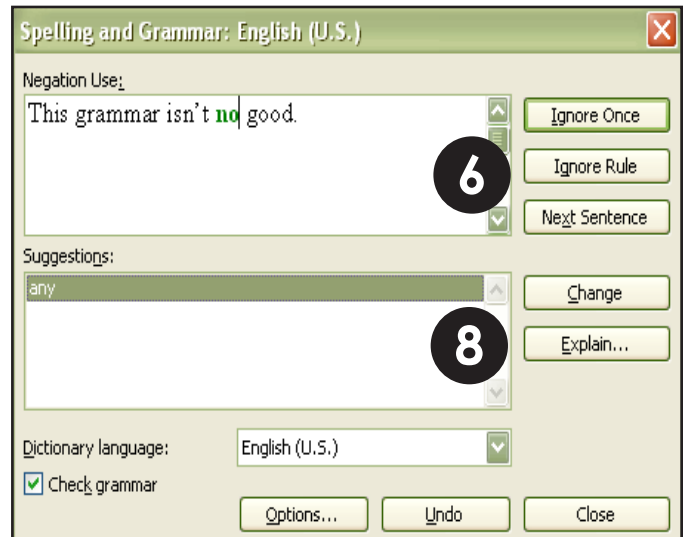 Spelling and Grammar: English (U.S.)
Negation Use:
This grammar isn't no good.
Ignore Once
6
Ignore Rule
Next Sentence
Suggestions:
any
Change
8
Explain...
Dictionary language:
English (U.S.)
Check grammar
Options...
Undo
Close